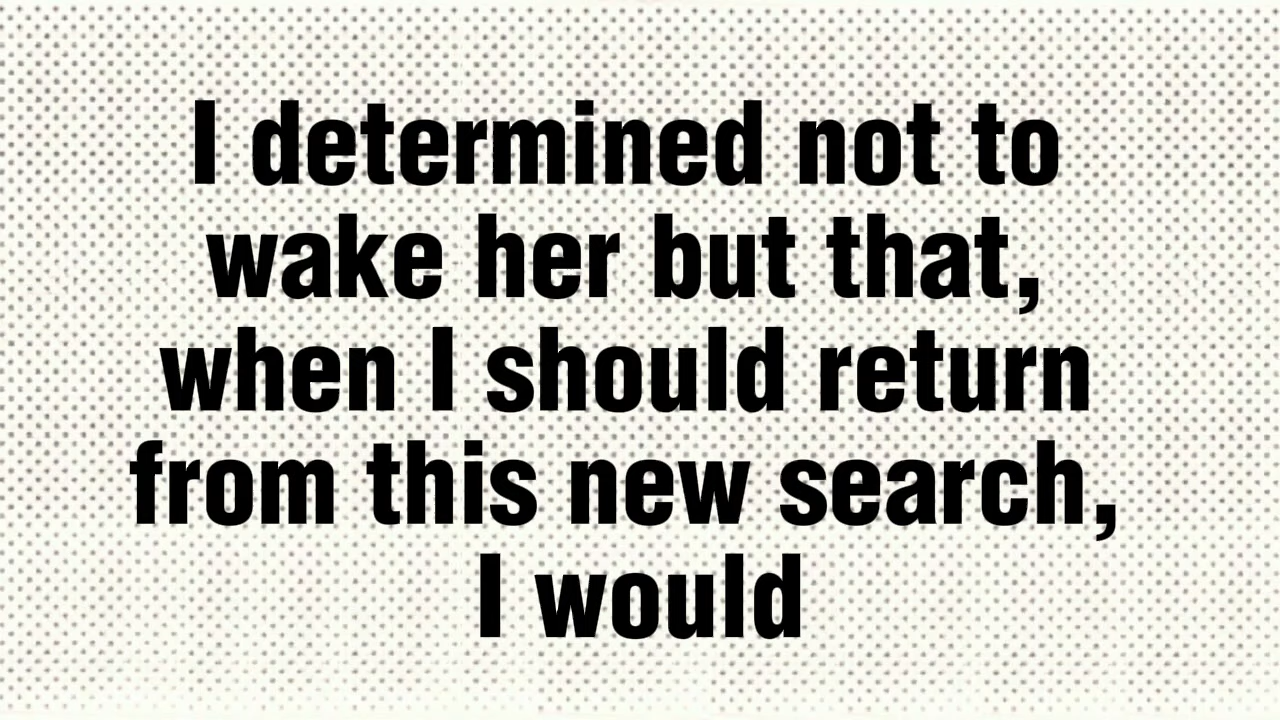 I determined not to
wake her but that,
when I should return
from this new search,
I would